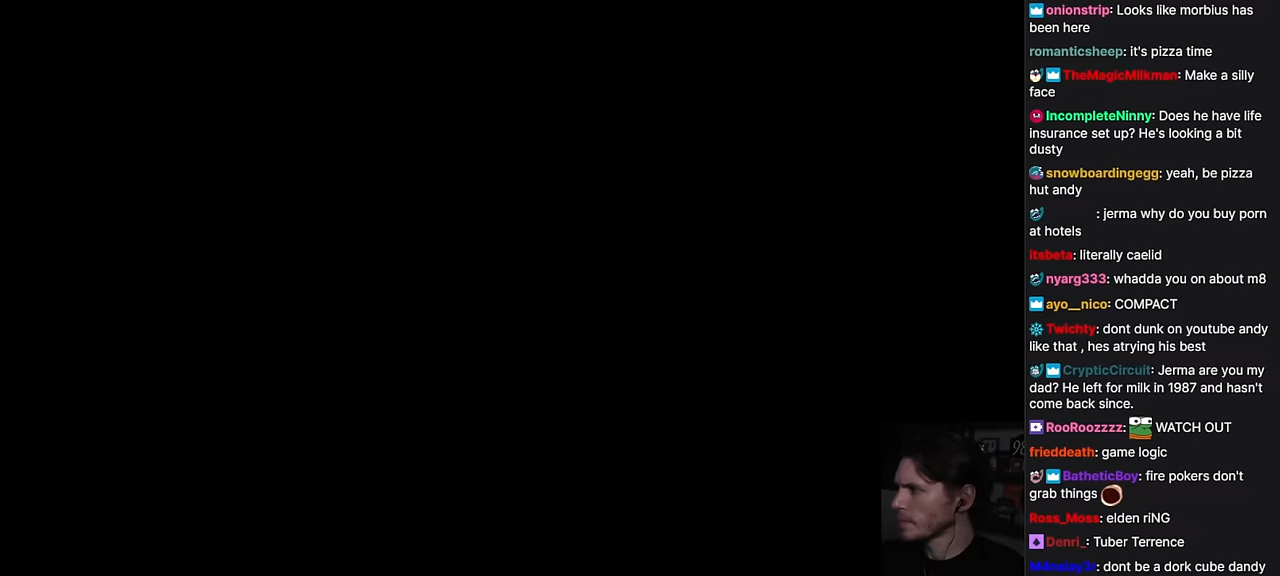 onionstrip: Looks like morbius has
been here
romanticsheep: it's pizza time
TheMagicMilkman: Make a silly
face
IncompleteNinny: Does he have life
insurance set up? He's looking a bit
dusty
snowboardingegg: yeah, be pizza
hut andy
: jerma why do you buy porn
at hotels
itsbeta: literally caelid
nyarg333: whadda you on about m8
ayo__nico: COMPACT
Twichty: dont dunk on youtube andy
like that , hes atrying his best
CrypticCircuit: Jerma are you my
dad? He left for milk in 1987 and hasn't
come back since.
RooRoozzzz: WATCH OUT
frieddeath: game logic
BatheticBoy: fire pokers don't
grab things
Ross_Moss: elden riNG
Denri_: Tuber Terrence
: dont be a dork cube dandy